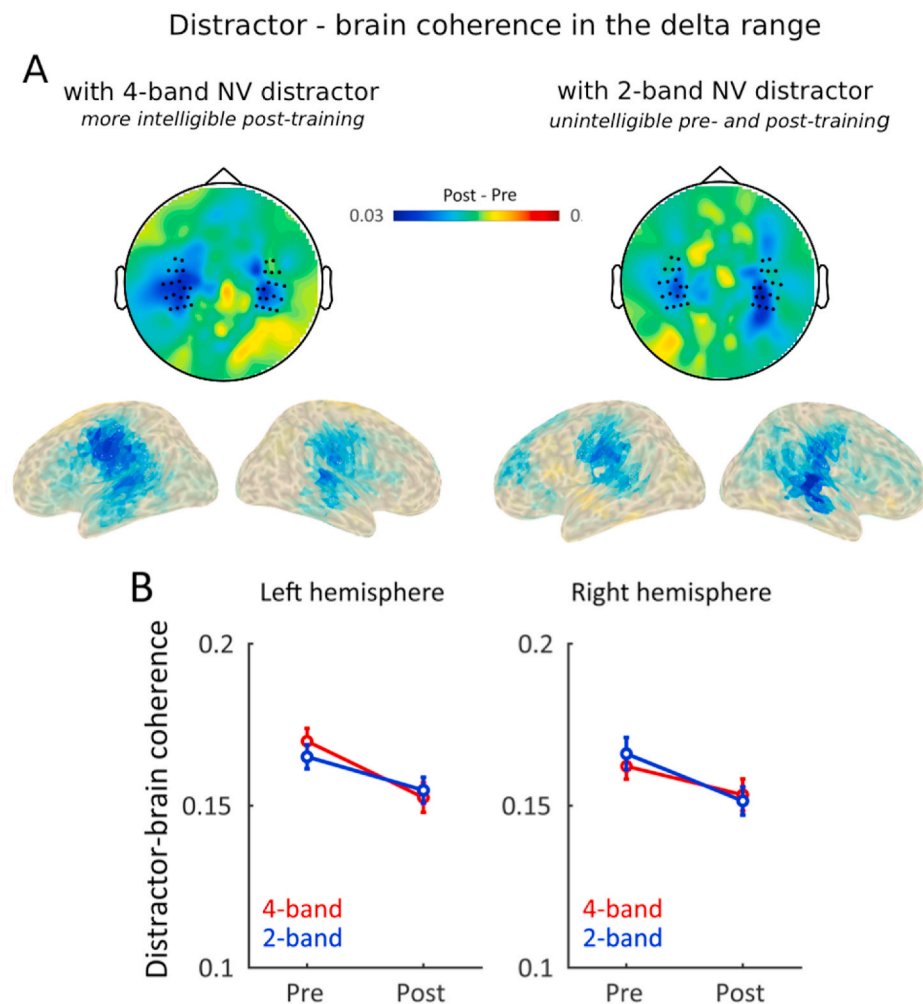 Distractor - brain coherence in the delta range
A
with 4-band NV distractor
more intelligible post-training
with 2-band NV distractor
unintelligible pre- and post-training
Post - Pre
0.03
0.
B
Left hemisphere
Right hemisphere
Distractor-brain coherence
0.2
0.15
0.1
4-band
2-band
Pre
Post
0.2
0.15
0.1
4-band
2-band
Pre
Post